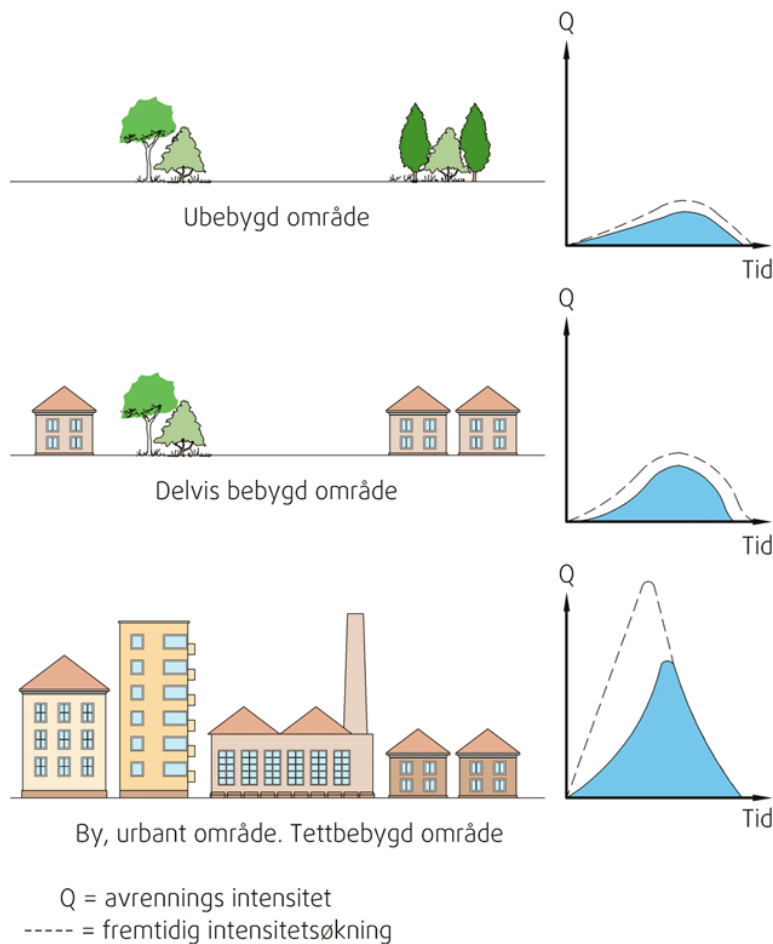 Q
Ubebygd område
Tid
Q
Delvis bebygd område
Tid
Q
By, urbant område. Tettbebygd område
Tid
Q = avrennings intensitet
----- = fremtidig intensitetsøkning